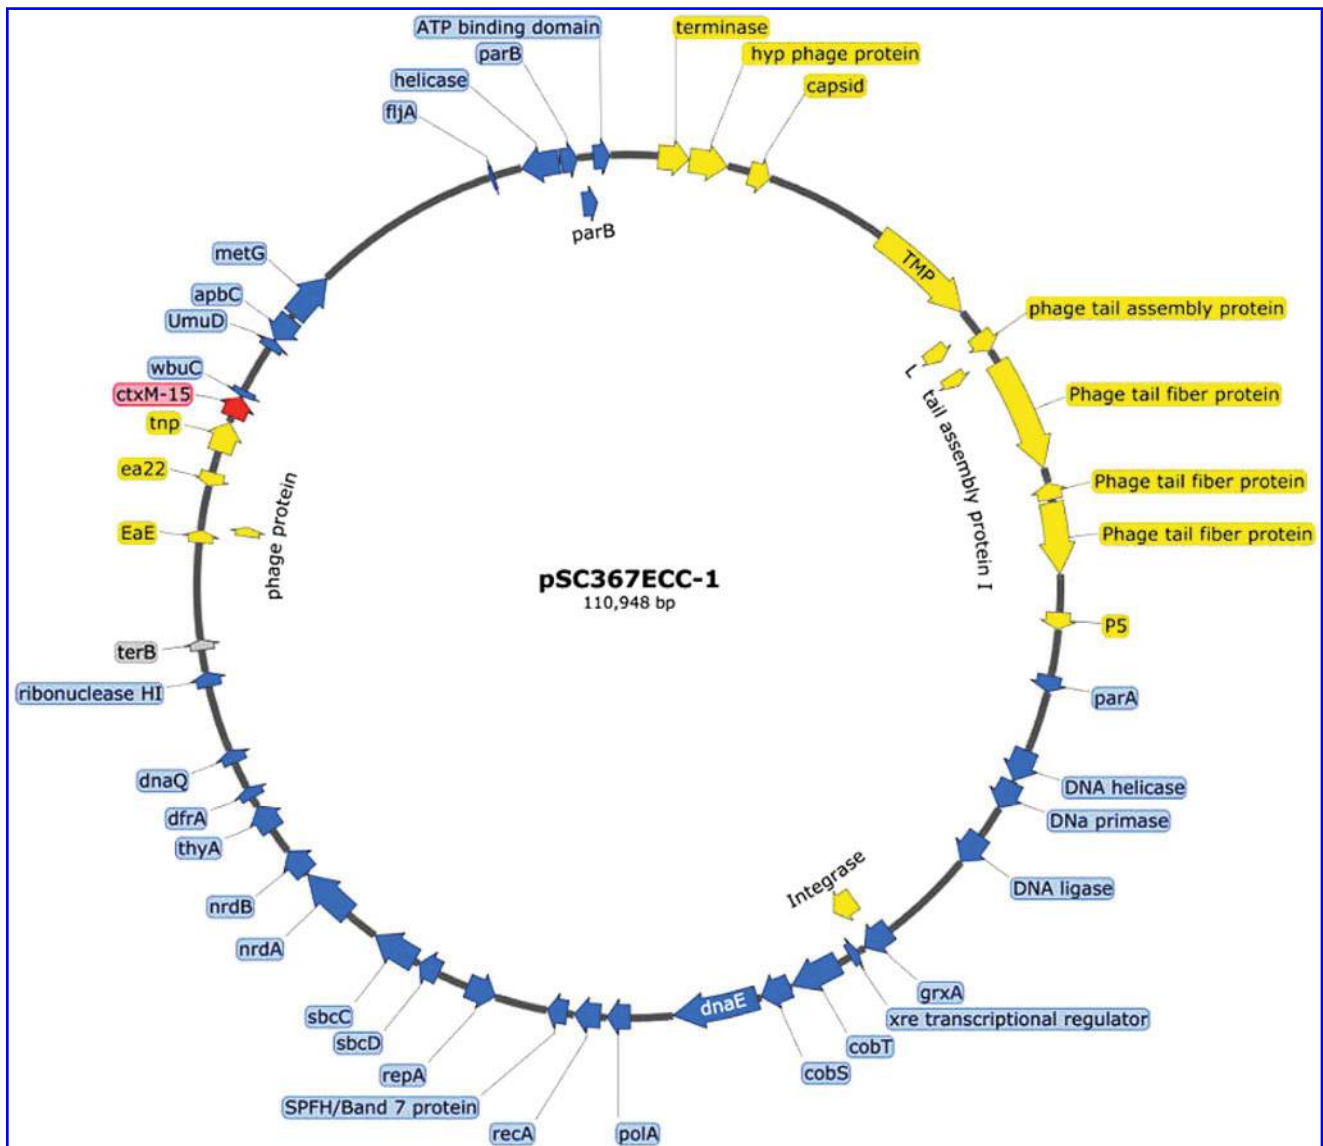 ATP binding domain
parB
helicase
fljA
terminase
hyp phage protein
capsid
parB
TMP
metG
apbC
UmuD
wbuC
ctxM-15
tnp
ea22
EaE
phage protein
phage tail assembly protein
L
tail assembly protein I
Phage tail fiber protein
Phage tail fiber protein
Phage tail fiber protein
pSC367ECC-1
110,948 bp
P5
terB
ribonuclease HI
parA
dnaQ
dfrA
thyA
nrdB
nrdA
DNA helicase
DNa primase
DNA ligase
Integrase
grxA
xre transcriptional regulator
cobT
cobS
dnaE
sbcC
sbcD
repA
SPFH/Band 7 protein
recA
polA